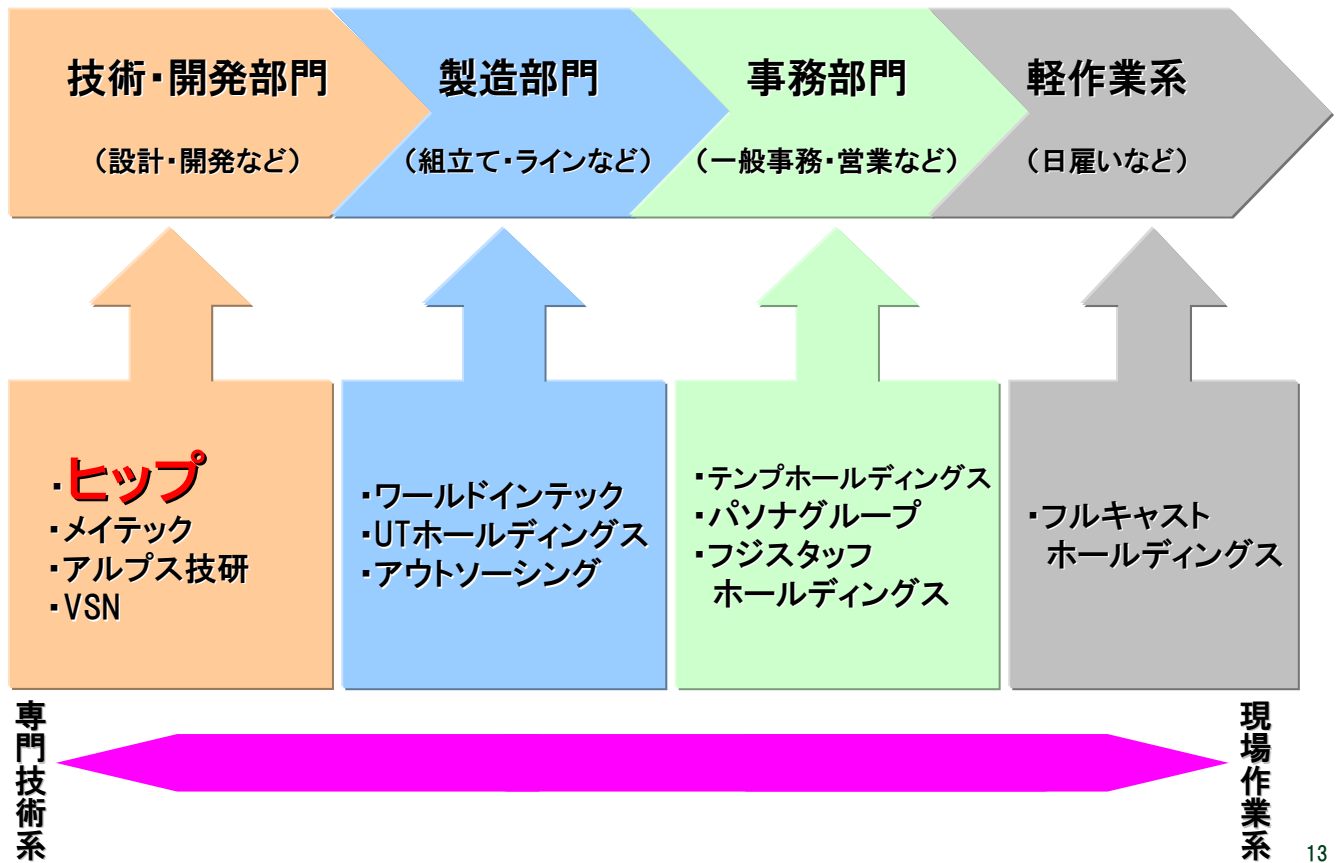 技術・開発部門
(設計・開発など)
製造部門
(組立て・ラインなど)
事務部門
(一般事務・営業など)
軽作業系
(日雇いなど)
・ヒップ
・メイテック
・アルプス技研
・VSN
・ワールドインテック
・UTホールディングス
・アウトソーシング
・テンプホールディングス
・パソナグループ
・フジスタッフ
ホールディングス
・フルキャスト
ホールディングス
専門技術系
現場作業系
13